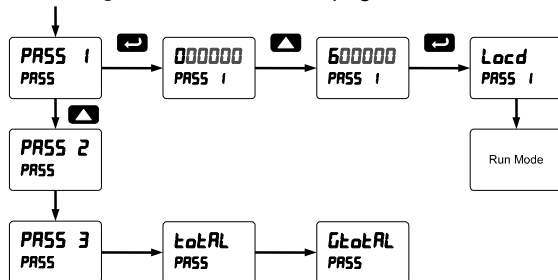 PASS 1
PASS
000000
PASS 1
600000
PASS 1
Locd
PASS 1
PASS 2
PASS
Run Mode
PASS 3
PASS
totAL
PASS
GtotAL
PASS